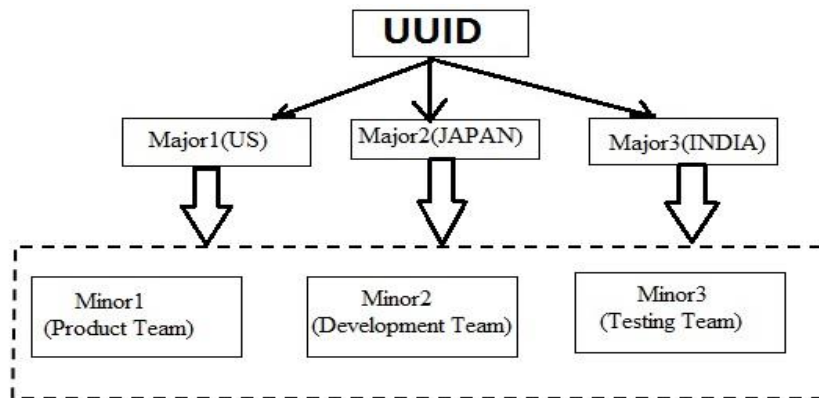 UUID
Major1(US)
Major2(JAPAN)
Major3(INDIA)
Minor1
(Product Team)
Minor2
(Development Team)
Minor3
(Testing Team)